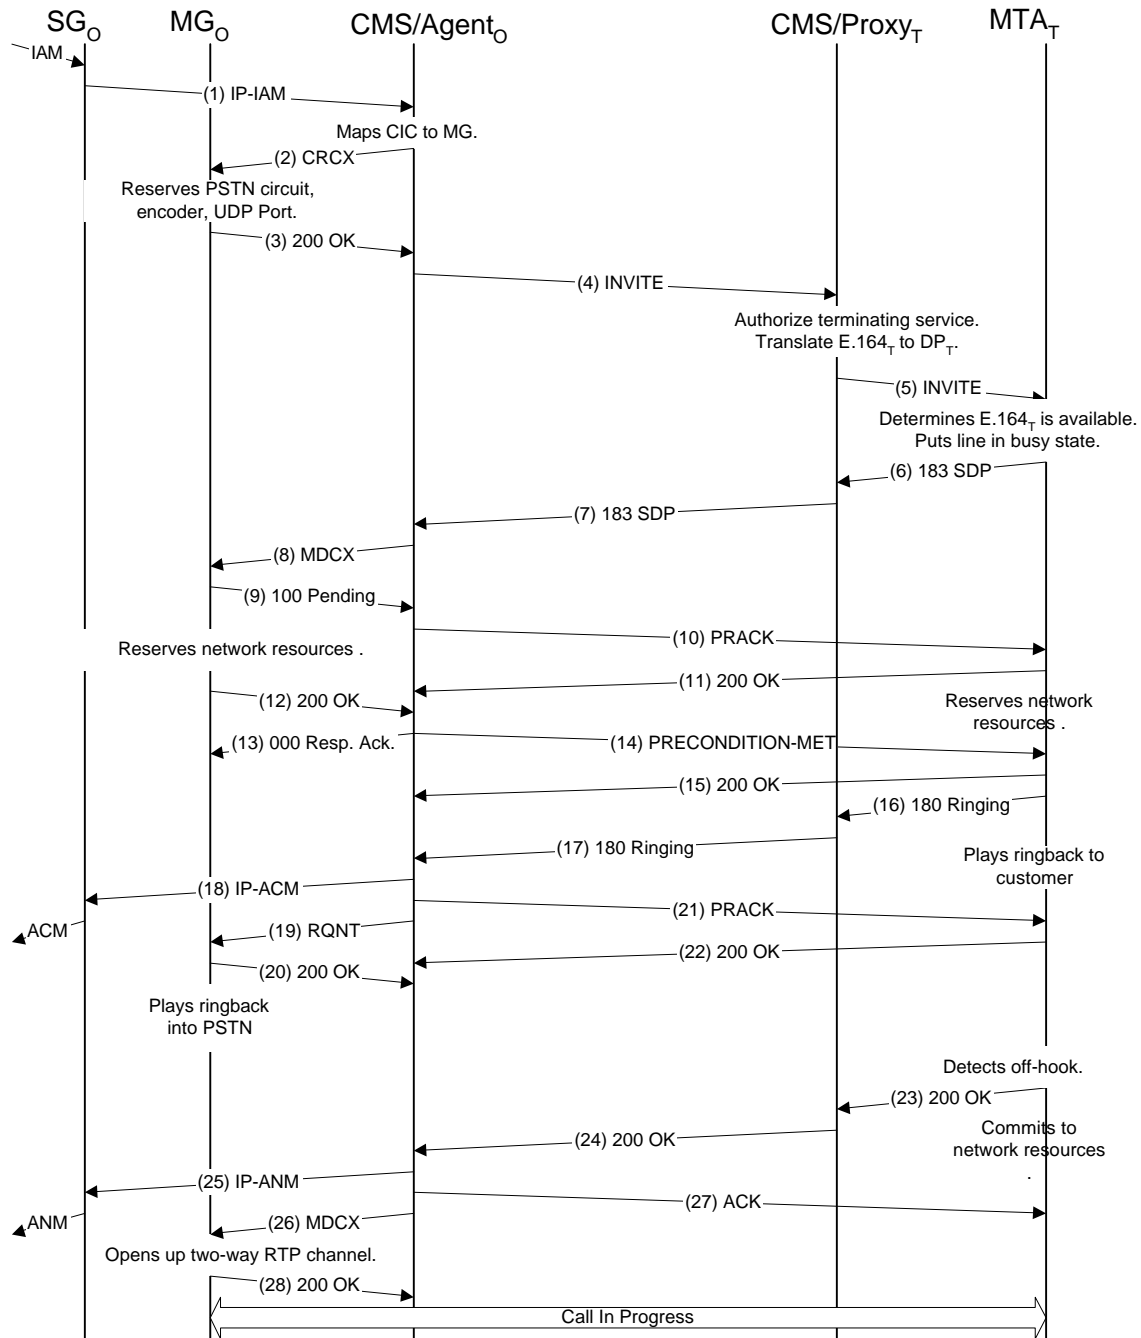 SGO MGO CMS/AgentO CMS/ProxyT MTAT
IAM
(1) IP-IAM
Maps CIC to MG.
(2) CRCX
Reserves PSTN circuit,
encoder, UDP Port.
(3) 200 OK
(4) INVITE
Authorize terminating service.
Translate E.164T to DPT.
(5) INVITE
Determines E.164T is available.
Puts line in busy state.
(6) 183 SDP
(7) 183 SDP
(8) MDCX
(9) 100 Pending
(10) PRACK
Reserves network resources .
(11) 200 OK
(12) 200 OK
Reserves network
resources .
(13) 000 Resp. Ack.
(14) PRECONDITION-MET
(15) 200 OK
(16) 180 Ringing
(17) 180 Ringing
Plays ringback to
customer
(18) IP-ACM
ACM
(19) RQNT
(21) PRACK
(22) 200 OK
(20) 200 OK
Plays ringback
into PSTN
Detects off-hook.
(23) 200 OK
(24) 200 OK
Commits to
network resources
.
(25) IP-ANM
ANM
(26) MDCX
(27) ACK
Opens up two-way RTP channel.
(28) 200 OK
Call In Progress